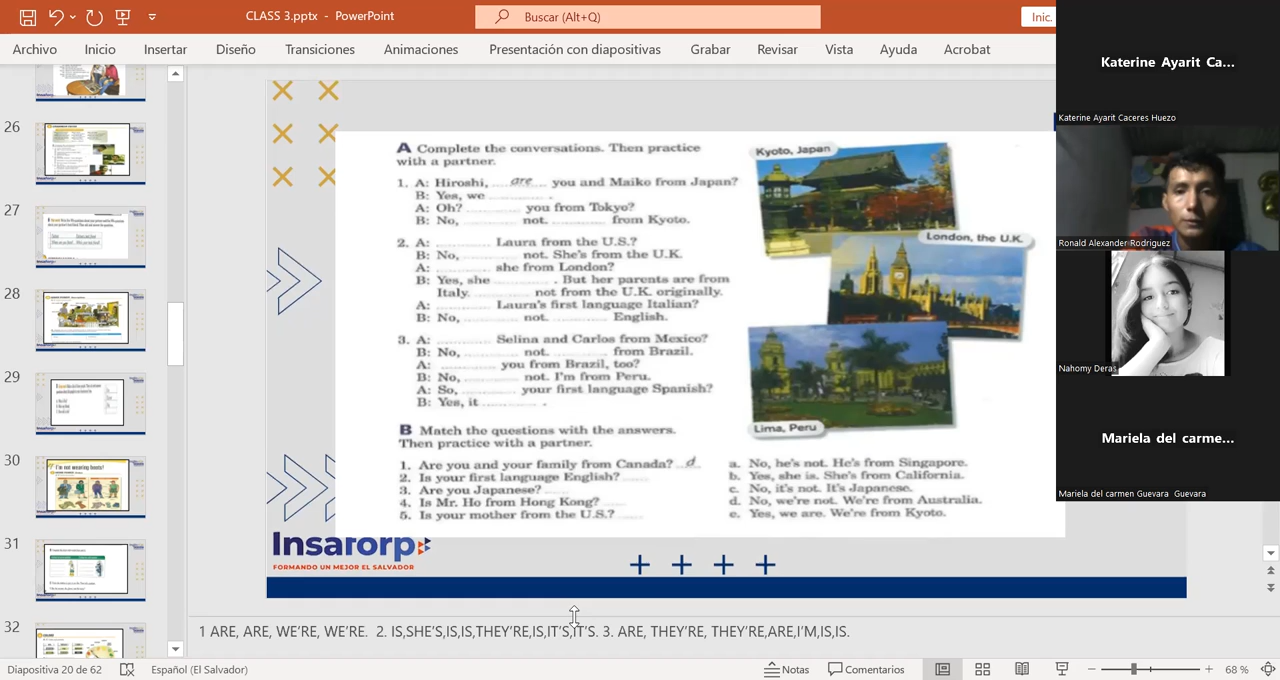 CLASS 3.pptx - PowerPoint
Buscar (Alt+Q)
Inic.
Archivo Inicio Insertar Diseño Transiciones Animaciones Presentación con diapositivas Grabar Revisar Vista Ayuda Acrobat
26
27
28
29
30
I'm not wearing boots!
31
32
A Complete the conversations. Then practice
with a partner.
1. A: Hiroshi, are you and Maiko from Japan?
B: Yes, we ........ .
A: Oh? ........ you from Tokyo?
B: No, ........ not. ........ from Kyoto.
2. A: ........ Laura from the U.S.?
B: No, ........ not. She's from the U.K.
A: ........ she from London?
B: Yes, she ........ . But her parents are from
Italy. ........ not from the U.K. originally.
A: ........ Laura's first language Italian?
B: No, ........ not. ........ English.
3. A: ........ Selina and Carlos from Mexico?
B: No, ........ not. ........ from Brazil.
A: ........ you from Brazil, too?
B: No, ........ not. I'm from Peru.
A: So, ........ your first language Spanish?
B: Yes, it ........ .
B Match the questions with the answers.
Then practice with a partner.
1. Are you and your family from Canada? d
2. Is your first language English? ......
3. Are you Japanese? ......
4. Is Mr. Ho from Hong Kong? ......
5. Is your mother from the U.S.? ......
a. No, he's not. He's from Singapore.
b. Yes, she is. She's from California.
c. No, it's not. It's Japanese.
d. No, we're not. We're from Australia.
e. Yes, we are. We're from Kyoto.
Kyoto, Japan
London, the U.K.
Lima, Peru
Insaforp
FORMANDO UN MEJOR EL SALVADOR
1 ARE, ARE, WE'RE, WE'RE. 2. IS,SHE'S,IS,IS,THEY'RE,IS,IT'S,IT'S. 3. ARE, THEY'RE, THEY'RE,ARE,I'M,IS,IS.
Diapositiva 20 de 62
Español (El Salvador)
Notas
Comentarios
68 %
Katerine Ayarit Ca...
Katerine Ayarit Caceres Huezo
Ronald Alexander Rodriguez
Nahomy Deras
Mariela del carme...
Mariela del carmen Guevara Guevara